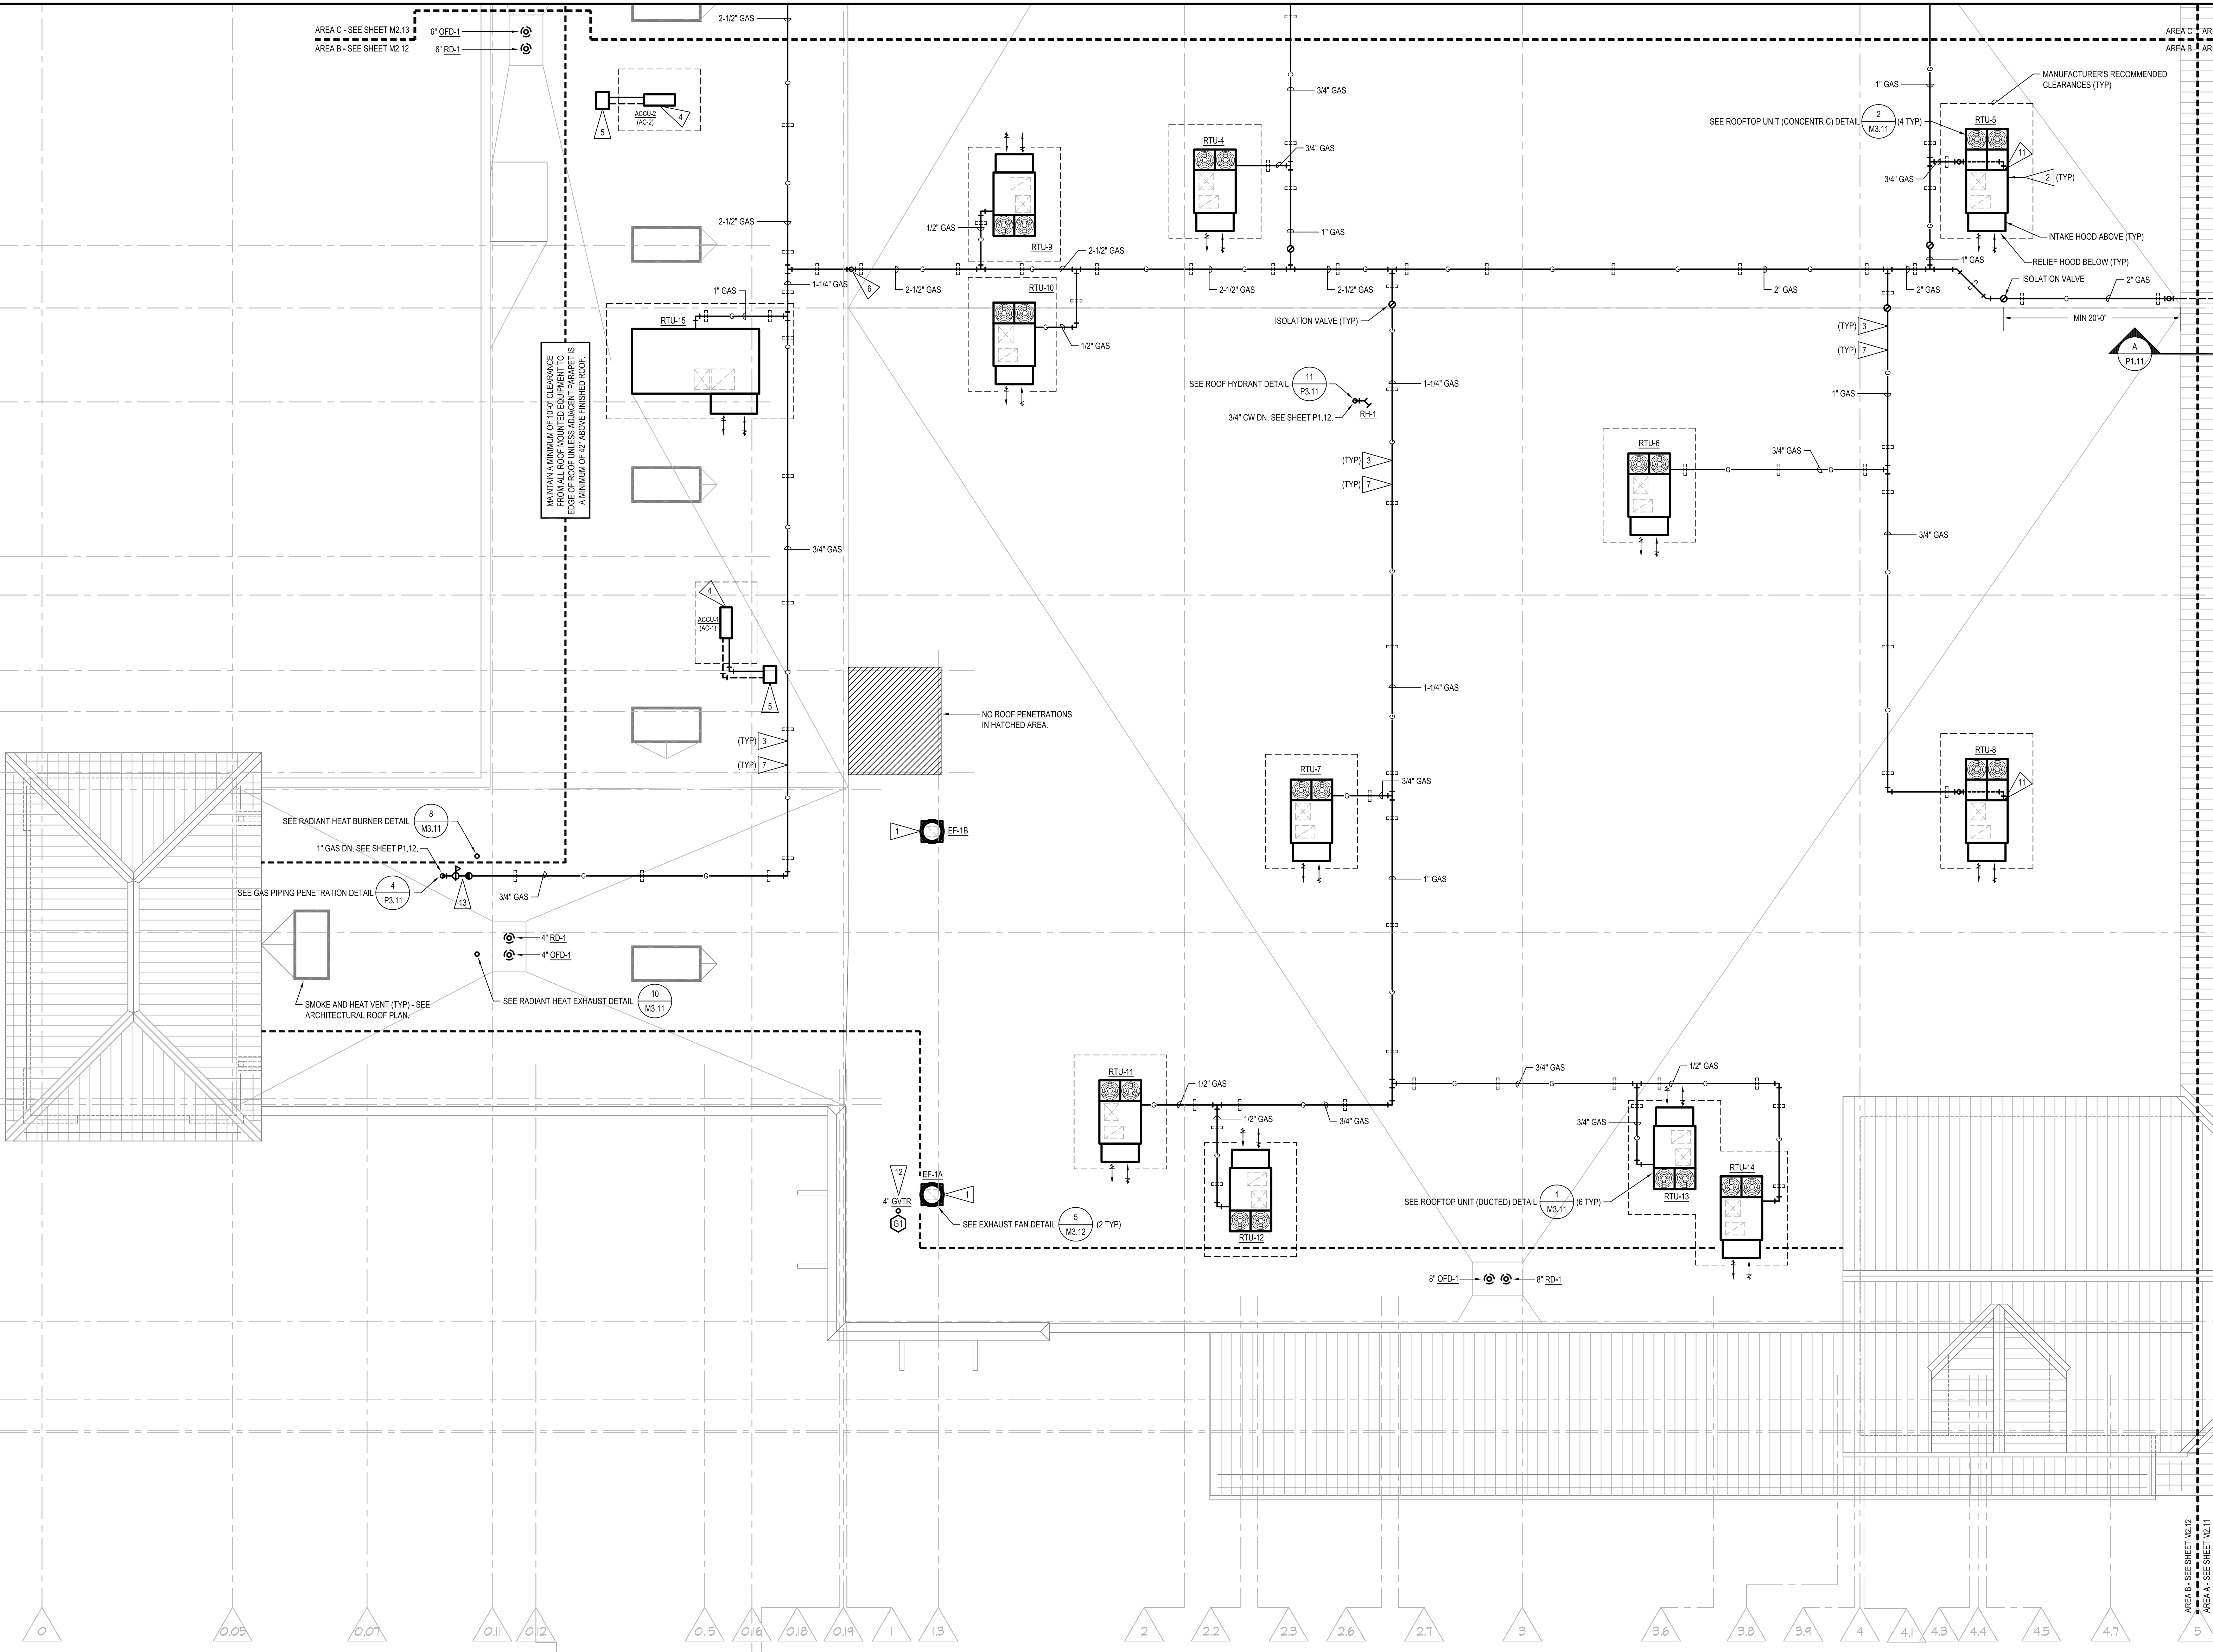 AREA C - SEE SHEET M2.13
AREA B - SEE SHEET M2.12
6" OFD-1
6" RD-1
2-1/2" GAS
ACCU-2
(AC-2)
4
5
2-1/2" GAS
3/4" GAS
1" GAS
AREA C
AREA B
MANUFACTURER'S RECOMMENDED
CLEARANCES (TYP)
SEE ROOFTOP UNIT (CONCENTRIC) DETAIL
2
M3.11
(4 TYP)
RTU-5
11
3/4" GAS
2
(TYP)
INTAKE HOOD ABOVE (TYP)
RELIEF HOOD BELOW (TYP)
1" GAS
ISOLATION VALVE
2" GAS
2" GAS
MIN 20'-0"
A
P1.11
RTU-4
3/4" GAS
1" GAS
RTU-9
1/2" GAS
2-1/2" GAS
RTU-10
1/2" GAS
6
2-1/2" GAS
2-1/2" GAS
2-1/2" GAS
2" GAS
1-1/4" GAS
1" GAS
RTU-15
ISOLATION VALVE (TYP)
(TYP) 3
(TYP) 7
MAINTAIN A MINIMUM OF 10'-0" CLEARANCE
FROM ALL ROOF MOUNTED EQUIPMENT TO
EDGE OF ROOF UNLESS ADJACENT PARAPET IS
A MINIMUM OF 42" ABOVE FINISHED ROOF.
SEE ROOF HYDRANT DETAIL
11
P3.11
3/4" CW DN, SEE SHEET P1.12.
RH-1
1-1/4" GAS
1" GAS
(TYP) 3
(TYP) 7
RTU-6
3/4" GAS
3/4" GAS
3/4" GAS
ACCU-1
(AC-1)
4
5
1-1/4" GAS
NO ROOF PENETRATIONS
IN HATCHED AREA.
(TYP) 3
(TYP) 7
RTU-7
3/4" GAS
RTU-8
11
SEE RADIANT HEAT BURNER DETAIL
8
M3.11
1" GAS DN, SEE SHEET P1.12.
SEE GAS PIPING PENETRATION DETAIL
4
P3.11
13
3/4" GAS
1
EF-1B
1" GAS
4" RD-1
4" OFD-1
SMOKE AND HEAT VENT (TYP) - SEE
ARCHITECTURAL ROOF PLAN.
SEE RADIANT HEAT EXHAUST DETAIL
10
M3.11
RTU-11
1/2" GAS
1/2" GAS
3/4" GAS
RTU-12
3/4" GAS
1/2" GAS
3/4" GAS
RTU-13
RTU-14
SEE ROOFTOP UNIT (DUCTED) DETAIL
1
M3.11
(6 TYP)
12
4" GVTR
G1
EF-1A
1
SEE EXHAUST FAN DETAIL
5
M3.12
(2 TYP)
8" OFD-1
8" RD-1
AREA B - SEE SHEET M2.12
AREA A - SEE SHEET M2.11
0
0.05
0.07
0.11
0.12
0.15
0.16
0.18
0.19
1
1.3
2
2.2
2.3
2.6
2.7
3
3.6
3.8
3.9
4
4.1
4.3
4.4
4.5
4.7
5